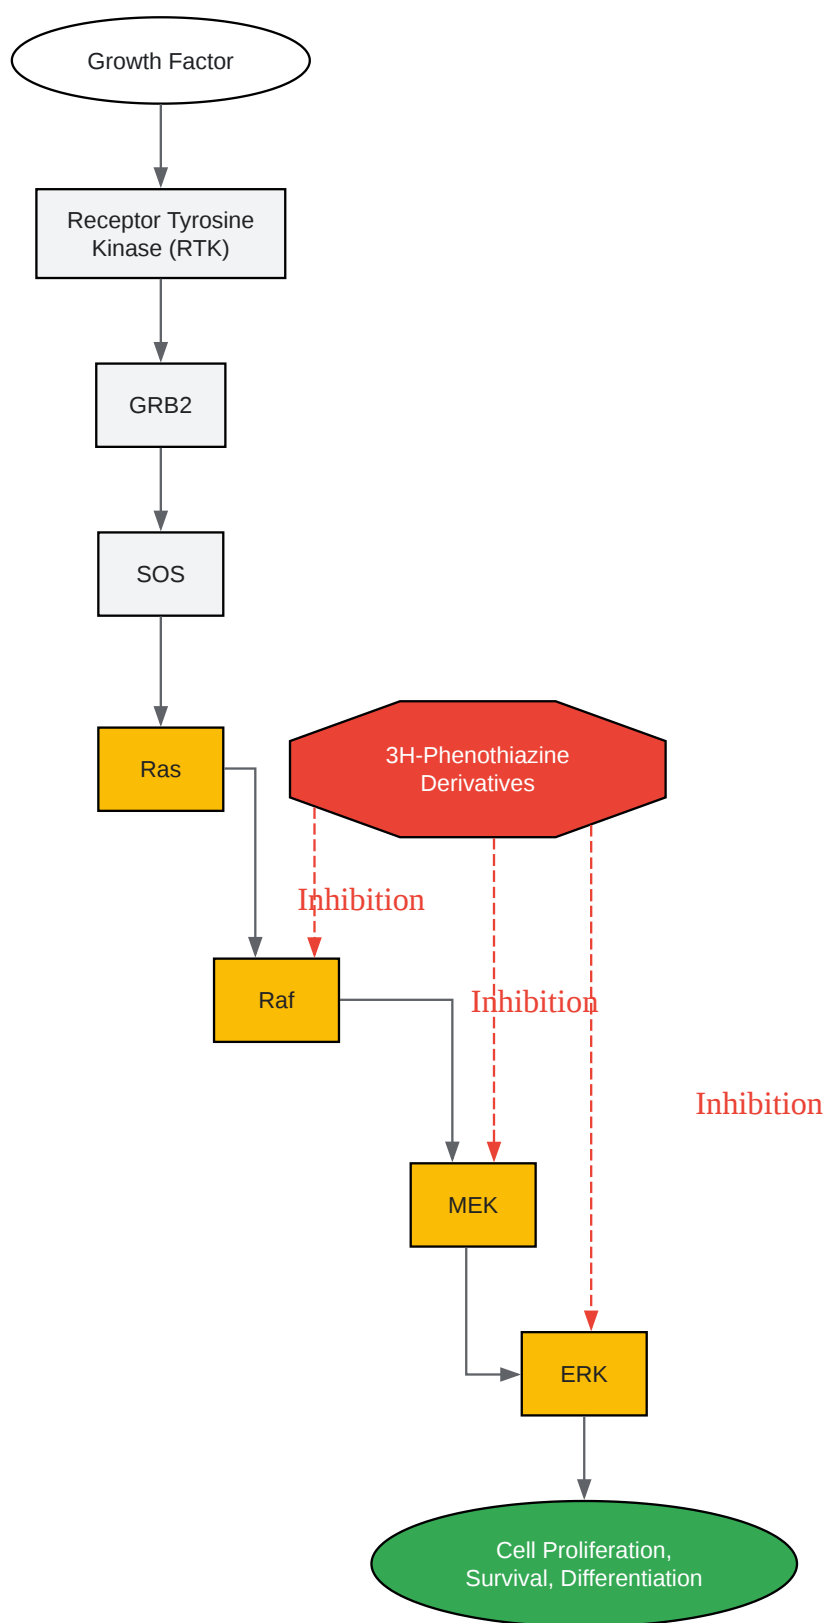 Growth Factor
Receptor Tyrosine
Kinase (RTK)
GRB2
SOS
Ras
3H-Phenothiazine
Derivatives
Inhibition
Raf
Inhibition
Inhibition
MEK
ERK
Cell Proliferation,
Survival, Differentiation